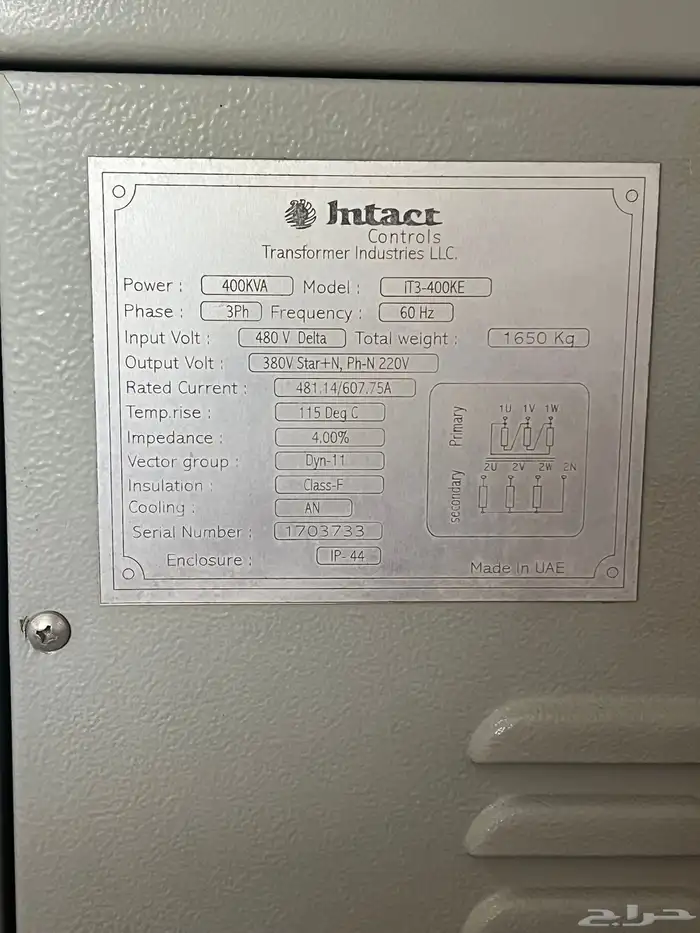 Intact
Controls
Transformer Industries LLC.
Power : 400KVA Model : iT3-400KE
Phase : 3Ph Frequency : 60 Hz
Input Volt : 480 V Delta Total weight : 1650 Kg
Output Volt : 380V Star+N, Ph-N 220V
Rated Current : 481.14/607.75A
Temp.rise : 115 Deg C
Impedance : 4.00%
Vector group : Dyn-11
Insulation : Class-F
Cooling : AN
Serial Number : 1703733
Enclosure : IP-44
Primary
1U 1V 1W
secondary
2U 2V 2W 2N
Made In UAE
حراج